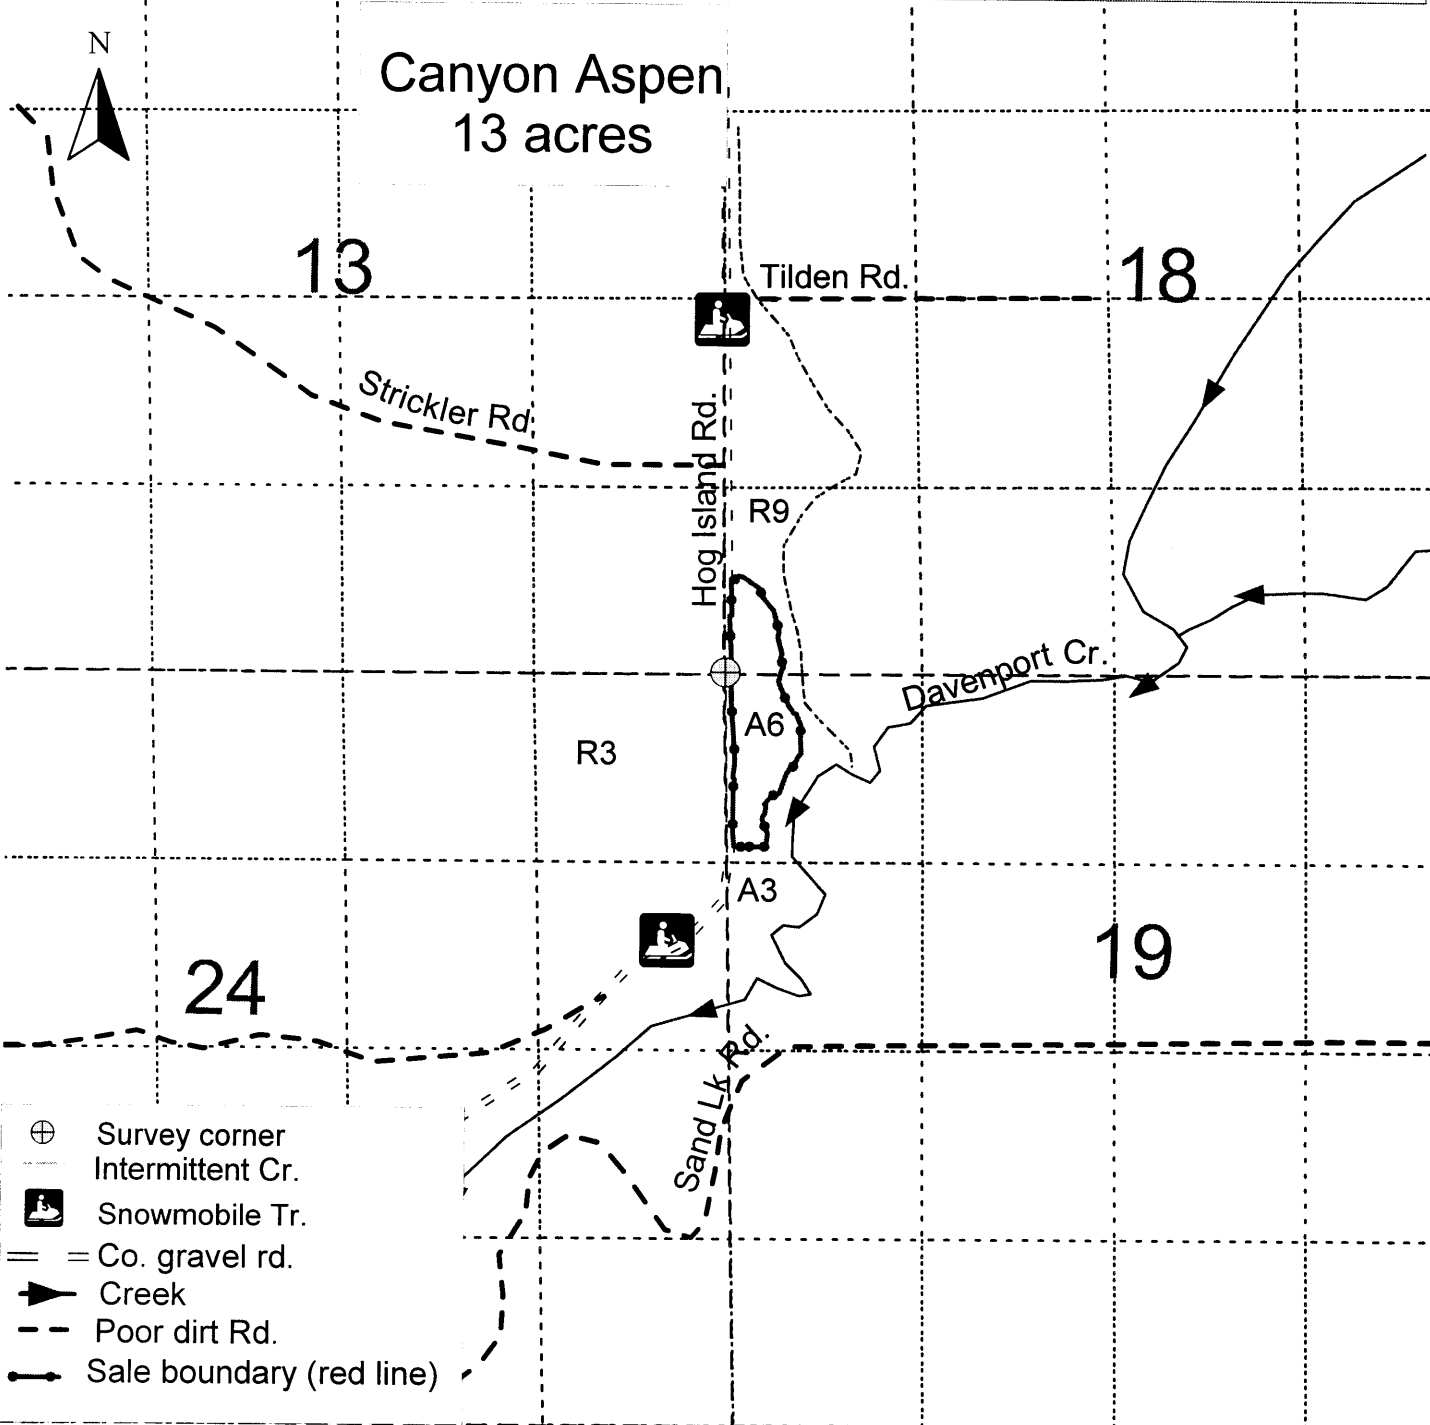 N
Canyon Aspen
13 acres
13
18
Tilden Rd.
Strickler Rd
Hog Island Rd.
R9
Davenport Cr.
A6
R3
A3
19
24
Sand Lk Rd.
Survey corner
Intermittent Cr.
Snowmobile Tr.
Co. gravel rd.
Creek
Poor dirt Rd.
Sale boundary (red line)